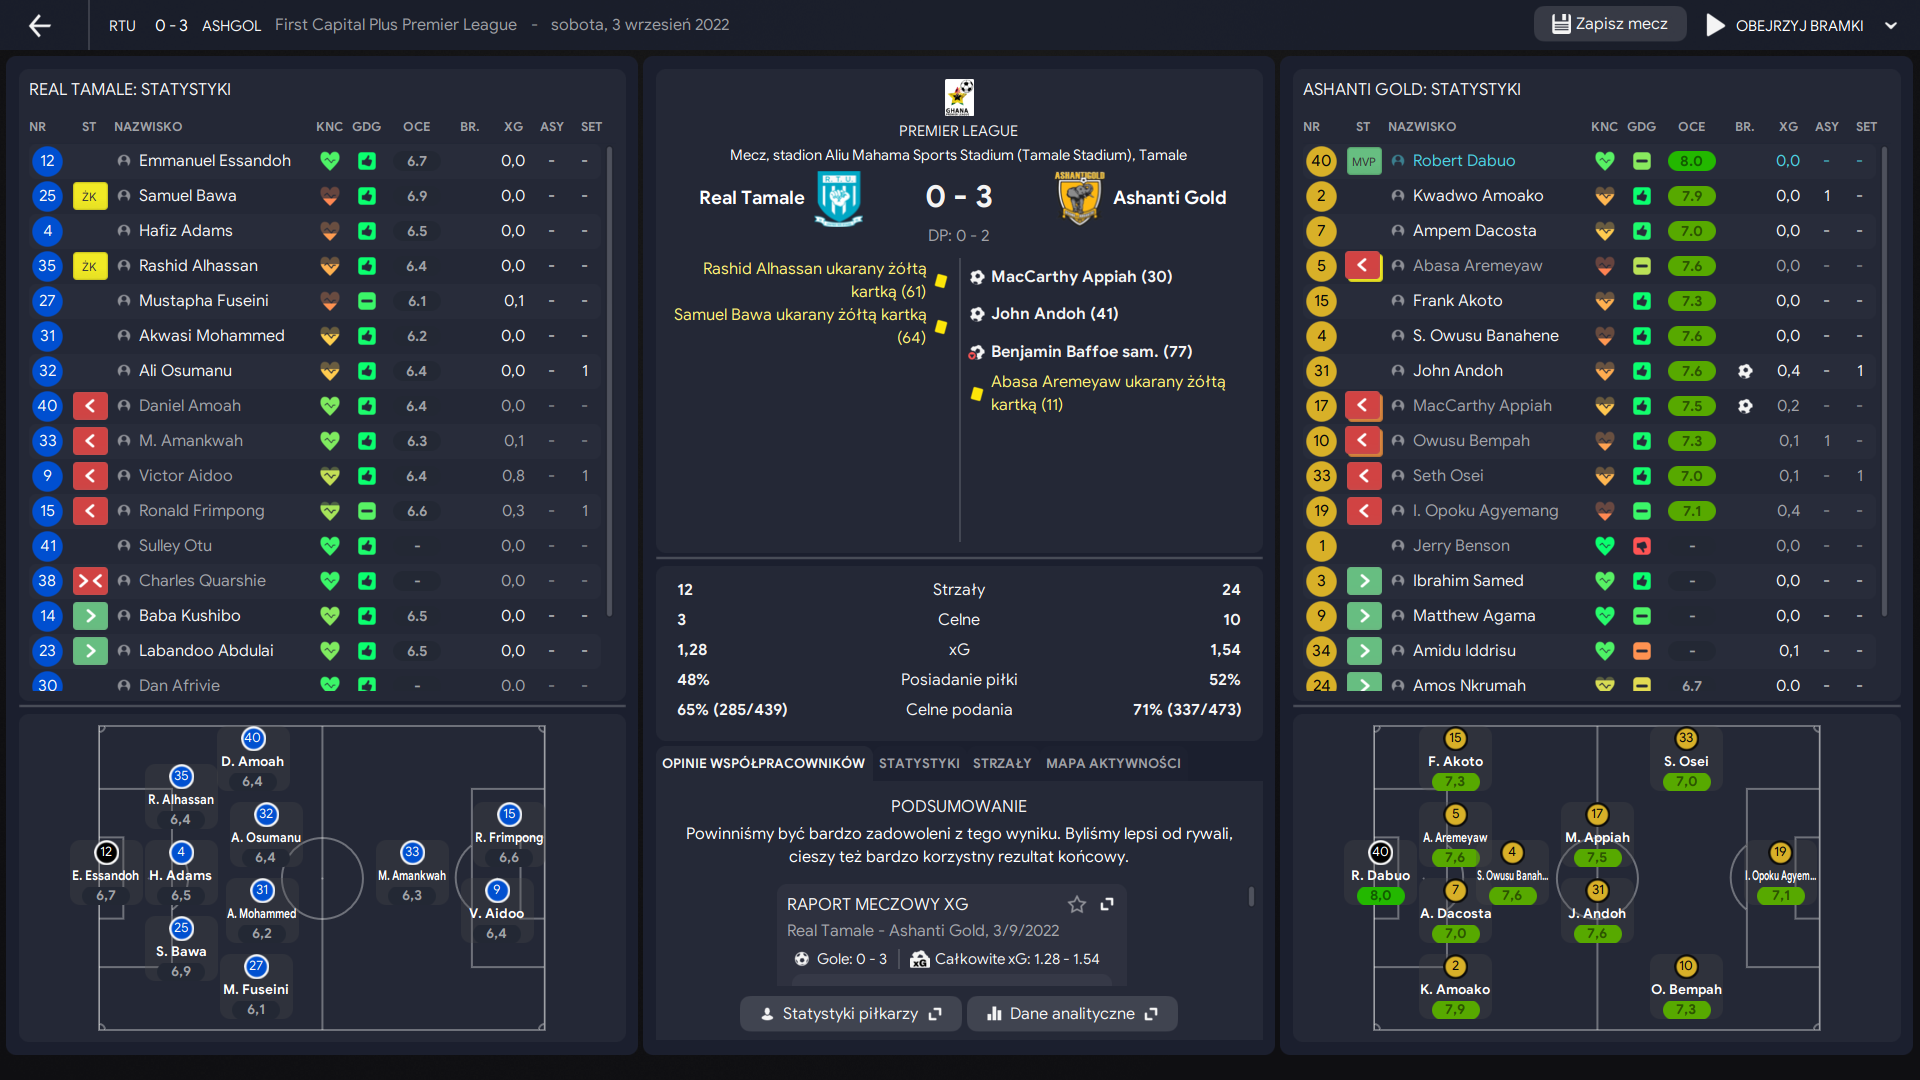 RTU 0 - 3 ASHGOL First Capital Plus Premier League - sobota, 3 wrzesień 2022
Zapisz mecz
OBEJRZYJ BRAMKI
REAL TAMALE: STATYSTYKI
NR ST NAZWISKO KNC GDG OCE BR. XG ASY SET
12 Emmanuel Essandoh 6.7 0,0 - -
25 ŻK Samuel Bawa 6.9 0,0 - -
4 Hafiz Adams 6.5 0,0 - -
35 ŻK Rashid Alhassan 6.4 0,0 - -
27 Mustapha Fuseini 6.1 0,1 - -
31 Akwasi Mohammed 6.2 0,0 - -
32 Ali Osumanu 6.4 0,0 - 1
40 Daniel Amoah 6.4 0,0 - -
33 M. Amankwah 6.3 0,1 - -
9 Victor Aidoo 6.4 0,8 - 1
15 Ronald Frimpong 6.6 0,3 - 1
41 Sulley Otu - 0,0 - -
38 Charles Quarshie - 0,0 - -
14 Baba Kushibo 6.5 0,0 - -
23 Labandoo Abdulai 6.5 0,0 - -
30 Dan Afrivie - 0.0 - -
40
D. Amoah
6,4
35
R. Alhassan
6,4
32
A. Osumanu
6,4
15
R. Frimpong
6,6
12
E. Essandoh
6,7
4
H. Adams
6,5
33
M. Amankwah
6,3
31
A. Mohammed
6,2
9
V. Aidoo
6,4
25
S. Bawa
6,9
27
M. Fuseini
6,1
GHANA
PREMIER LEAGUE
Mecz, stadion Aliu Mahama Sports Stadium (Tamale Stadium), Tamale
R.T.U.
ASHANTIGOLD
Real Tamale 0 - 3 Ashanti Gold
DP: 0 - 2
Rashid Alhassan ukarany żółtą
kartką (61)
Samuel Bawa ukarany żółtą kartką
(64)
MacCarthy Appiah (30)
John Andoh (41)
Benjamin Baffoe sam. (77)
Abasa Aremeyaw ukarany żółtą
kartką (11)
12 Strzały 24
3 Celne 10
1,28 xG 1,54
48% Posiadanie piłki 52%
65% (285/439) Celne podania 71% (337/473)
OPINIE WSPÓŁPRACOWNIKÓW STATYSTYKI STRZAŁY MAPA AKTYWNOŚCI
PODSUMOWANIE
Powinniśmy być bardzo zadowoleni z tego wyniku. Byliśmy lepsi od rywali,
cieszy też bardzo korzystny rezultat końcowy.
RAPORT MECZOWY XG
Real Tamale - Ashanti Gold, 3/9/2022
Gole: 0 - 3 xG Całkowite xG: 1.28 - 1.54
Statystyki piłkarzy
Dane analityczne
ASHANTI GOLD: STATYSTYKI
NR ST NAZWISKO KNC GDG OCE BR. XG ASY SET
40 MVP Robert Dabuo 8.0 0,0 - -
2 Kwadwo Amoako 7.9 0,0 1 -
7 Ampem Dacosta 7.0 0,0 - -
5 Abasa Aremeyaw 7.6 0,0 - -
15 Frank Akoto 7.3 0,0 - -
4 S. Owusu Banahene 7.6 0,0 - -
31 John Andoh 7.6 0,4 - 1
17 MacCarthy Appiah 7.5 0,2 - -
10 Owusu Bempah 7.3 0,1 1 -
33 Seth Osei 7.0 0,1 - 1
19 I. Opoku Agyemang 7.1 0,4 - -
1 Jerry Benson - 0,0 - -
3 Ibrahim Samed - 0,0 - -
9 Matthew Agama - 0,0 - -
34 Amidu Iddrisu - 0,1 - -
24 Amos Nkrumah 6.7 0.0 - -
15
F. Akoto
7,3
33
S. Osei
7,0
5
A. Aremeyaw
7,6
17
M. Appiah
7,5
40
R. Dabuo
8,0
4
S. Owusu Banah...
7,6
19
I. Opoku Agyem...
7,1
7
A. Dacosta
7,0
31
J. Andoh
7,6
2
K. Amoako
7,9
10
O. Bempah
7,3